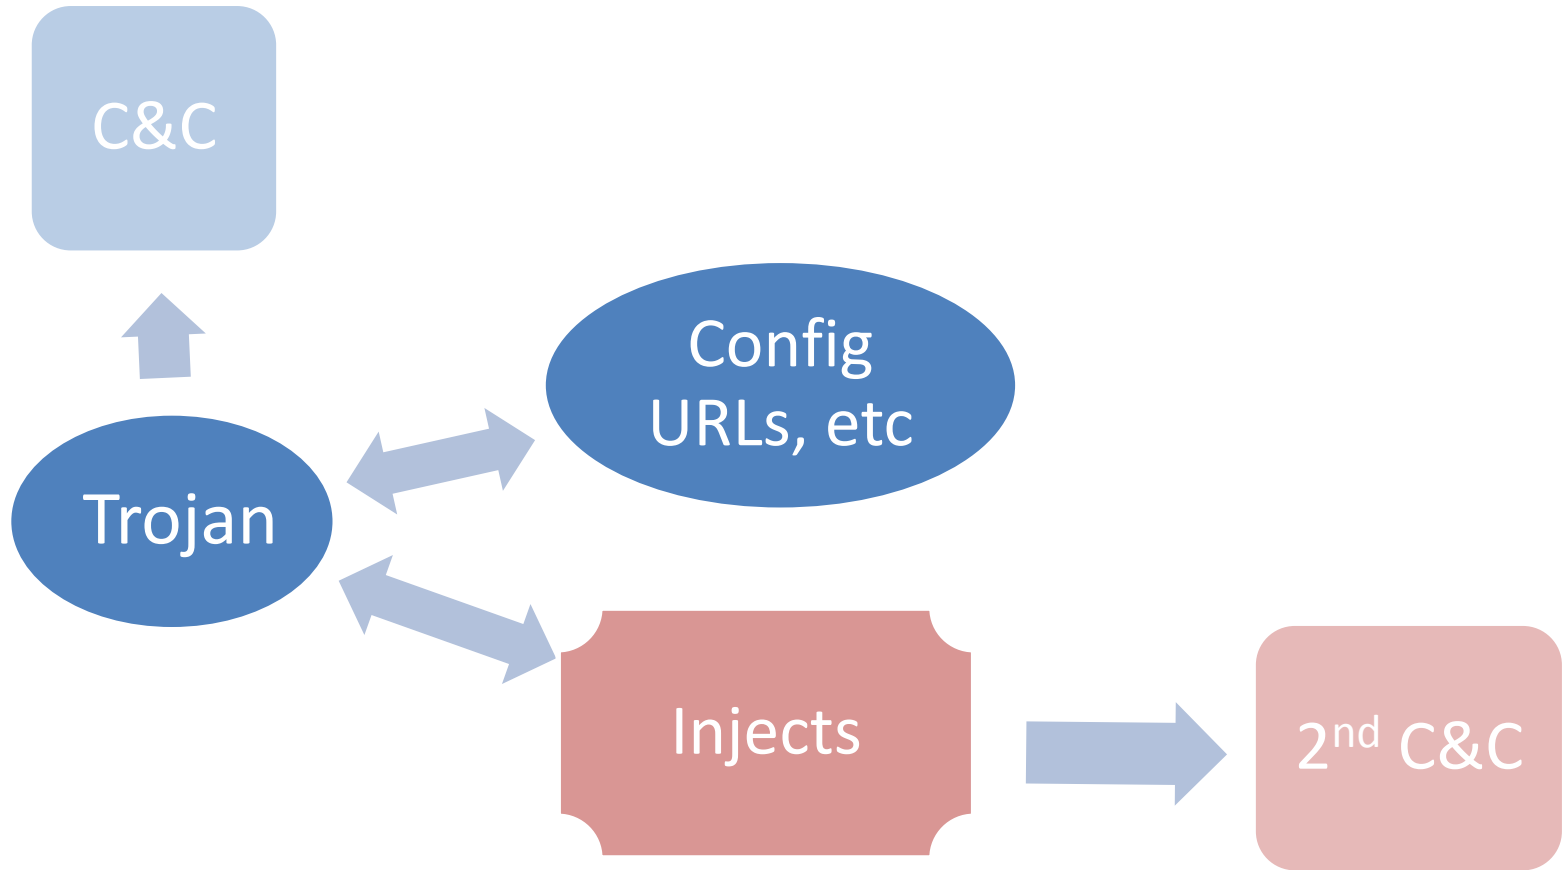 C&C
Config
URLs, etc
Trojan
Injects
2nd C&C